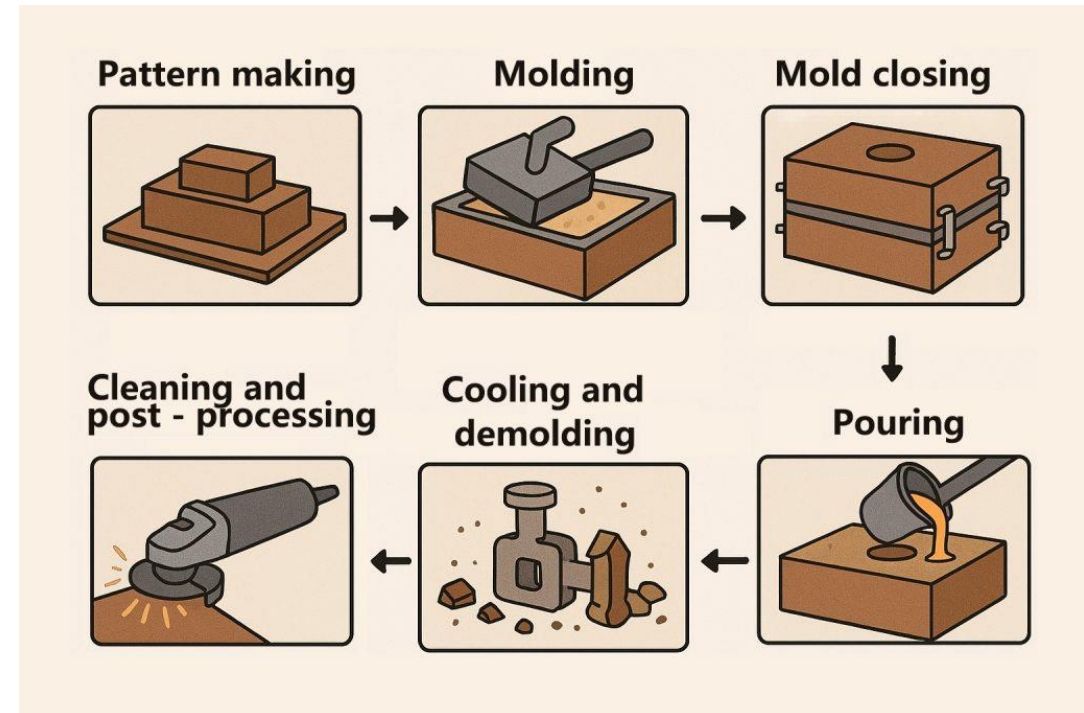 Pattern making
Molding
Mold closing
Pouring
Cooling and
demolding
Cleaning and
post - processing